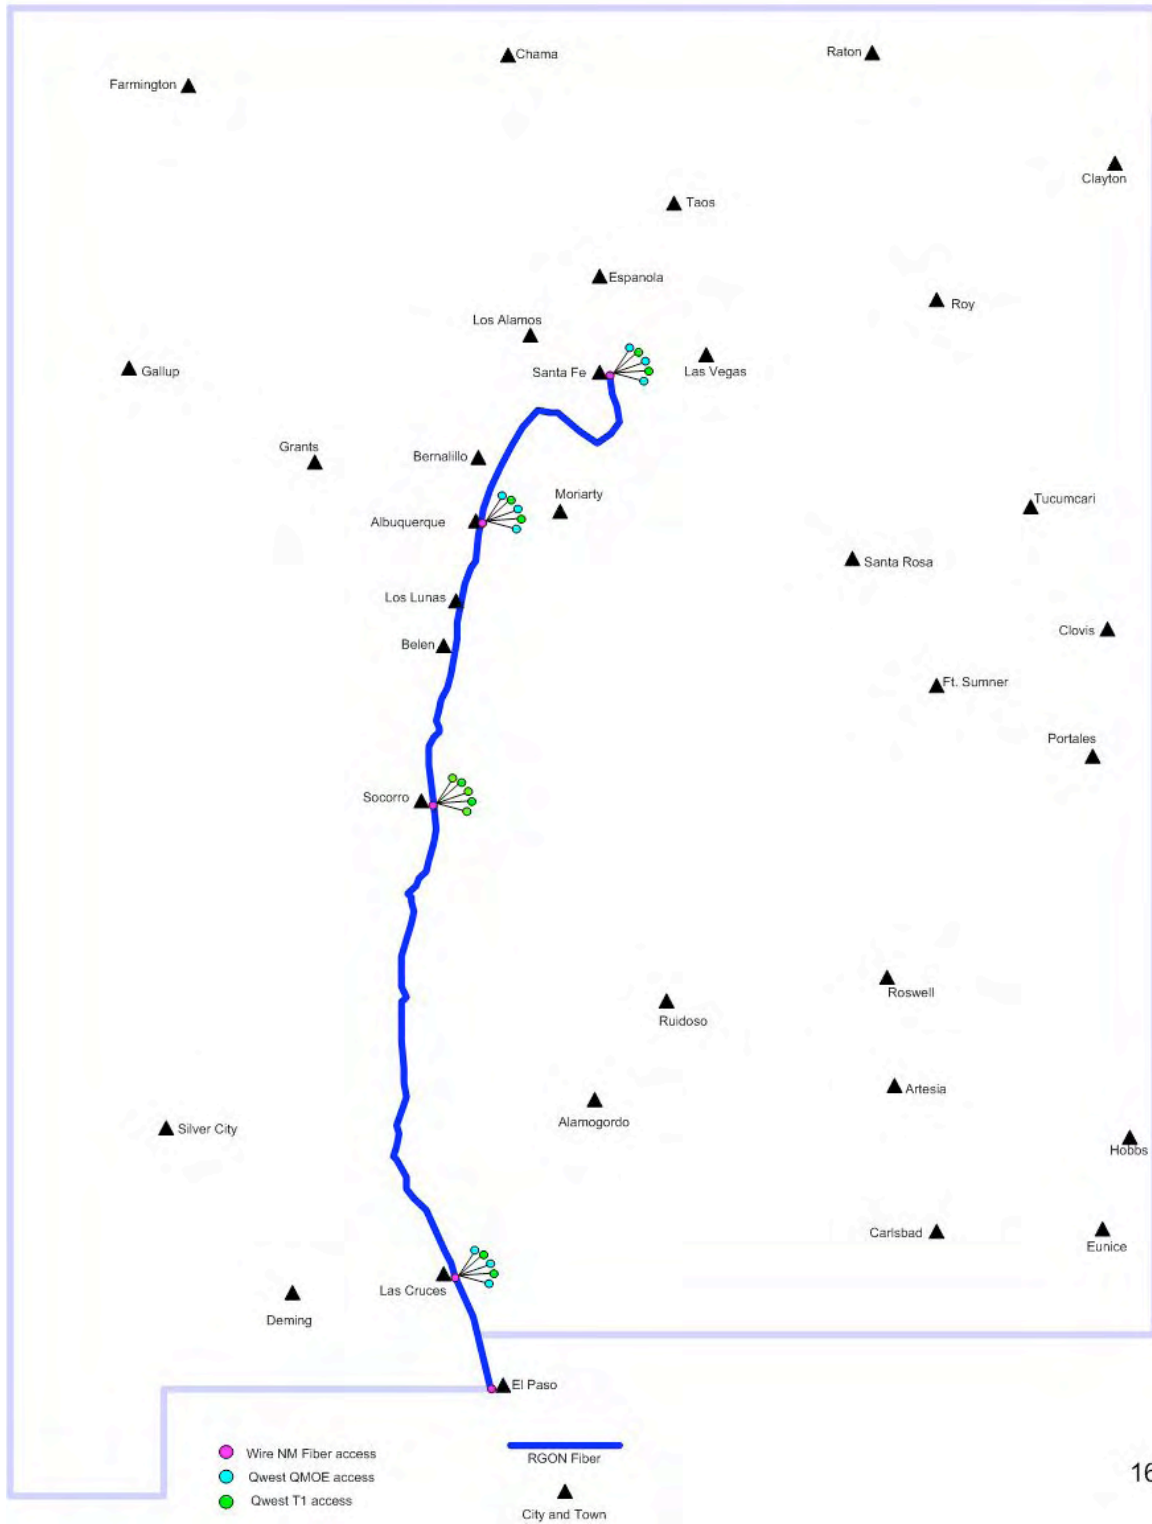 Chama
Raton
Farmington
Clayton
Taos
Espanola
Roy
Los Alamos
Gallup
Santa Fe
Las Vegas
Grants
Bernalillo
Moriarty
Tucumcari
Albuquerque
Santa Rosa
Los Lunas
Clovis
Belen
Ft. Sumner
Portales
Socorro
Roswell
Ruidoso
Artesia
Alamogordo
Silver City
Hobbs
Carlsbad
Eunice
Las Cruces
Deming
El Paso
Wire NM Fiber access
Qwest QMOE access
Qwest T1 access
RGON Fiber
City and Town
16